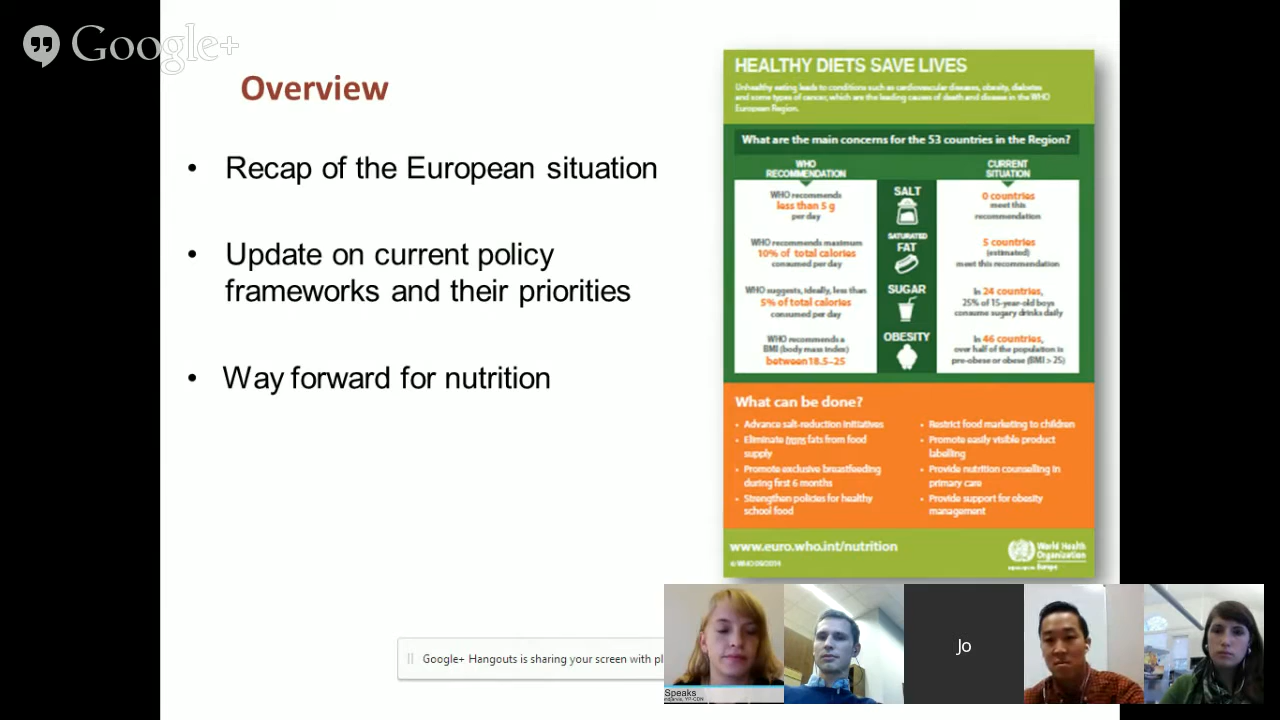 Google+
Overview
• Recap of the European situation
• Update on current policy
frameworks and their priorities
• Way forward for nutrition
HEALTHY DIETS SAVE LIVES
Unhealthy eating leads to conditions such as cardiovascular diseases, obesity, diabetes
and some types of cancer, which are the leading causes of death and disease in the WHO
European Region.
What are the main concerns for the 53 countries in the Region?
WHO
RECOMMENDATION
CURRENT
SITUATION
WHO recommends
less than 5 g
per day
SALT
0 countries
meet this
recommendation
WHO recommends maximum
10% of total calories
consumed per day
SATURATED
FAT
5 countries
(estimated)
meet this recommendation
WHO suggests, ideally, less than
5% of total calories
consumed per day
SUGAR
In 24 countries,
25% of 15-year-old boys
consume sugary drinks daily
WHO recommends a
BMI (body mass index)
between 18.5–25
OBESITY
In 46 countries,
over half of the population is
pre-obese or obese (BMI > 25)
What can be done?
• Advance salt-reduction initiatives
• Eliminate trans fats from food
supply
• Promote exclusive breastfeeding
during first 6 months
• Strengthen policies for healthy
school food
• Restrict food marketing to children
• Promote easily visible product
labelling
• Provide nutrition counselling in
primary care
• Provide support for obesity
management
www.euro.who.int/nutrition
World Health
Organization
Europe
Google+ Hangouts is sharing your screen with pl
Speaks
Jo